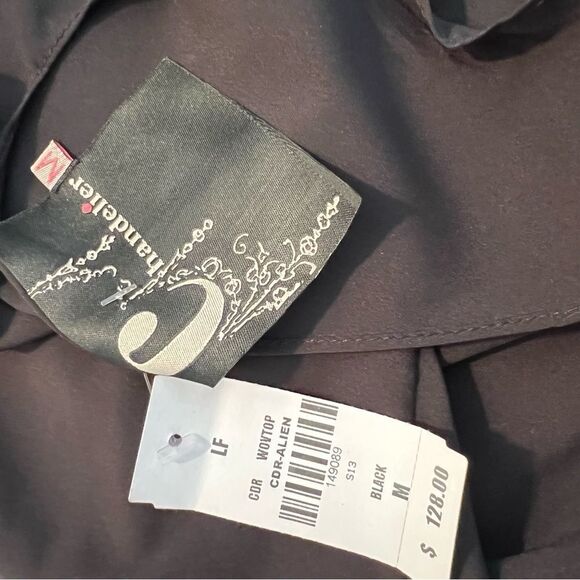 M
Chandelier
LF
CDR WOVTOP
CDR-ALIEN
149089
S13
BLACK
M
$ 128.00